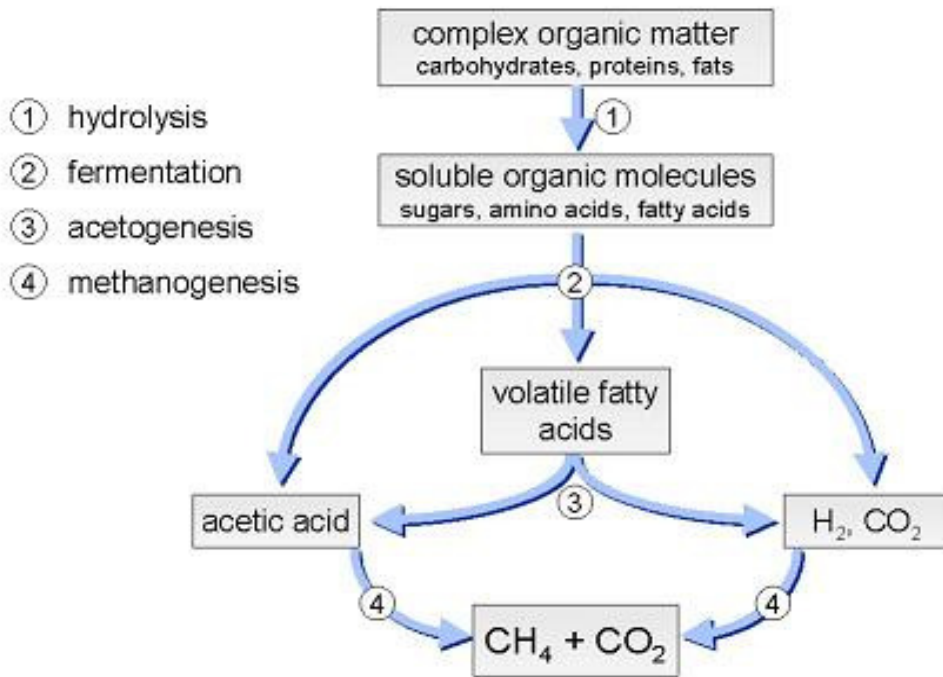 complex organic matter
carbohydrates, proteins, fats
① hydrolysis
② fermentation
③ acetogenesis
④ methanogenesis
①
soluble organic molecules
sugars, amino acids, fatty acids
②
volatile fatty
acids
③
acetic acid
H₂, CO₂
④
④
CH₄ + CO₂